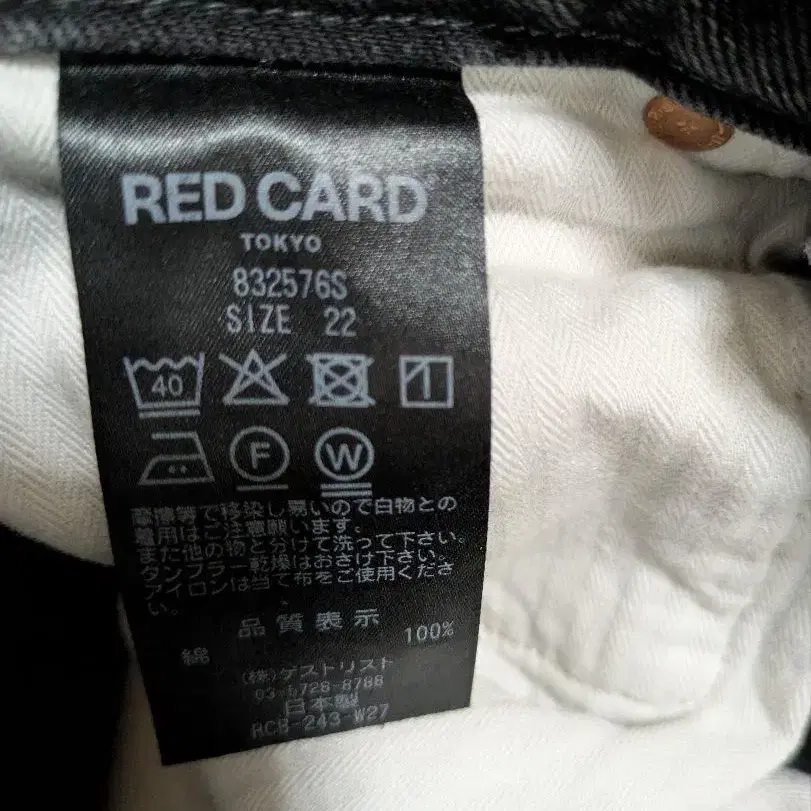 RED CARD
TOKYO
832576S
SIZE 22
40
F W
摩擦等で移染し易いので白物との
着用はご注意願います。
また他の物と分けて洗って下さい。
タンブラー乾燥はおさけ下さい。
アイロンは当て布をご使用くださ
い。
品質表示
綿 100%
(株)ゲストリスト
03-6728-8788
日本製
RCB-243-W27